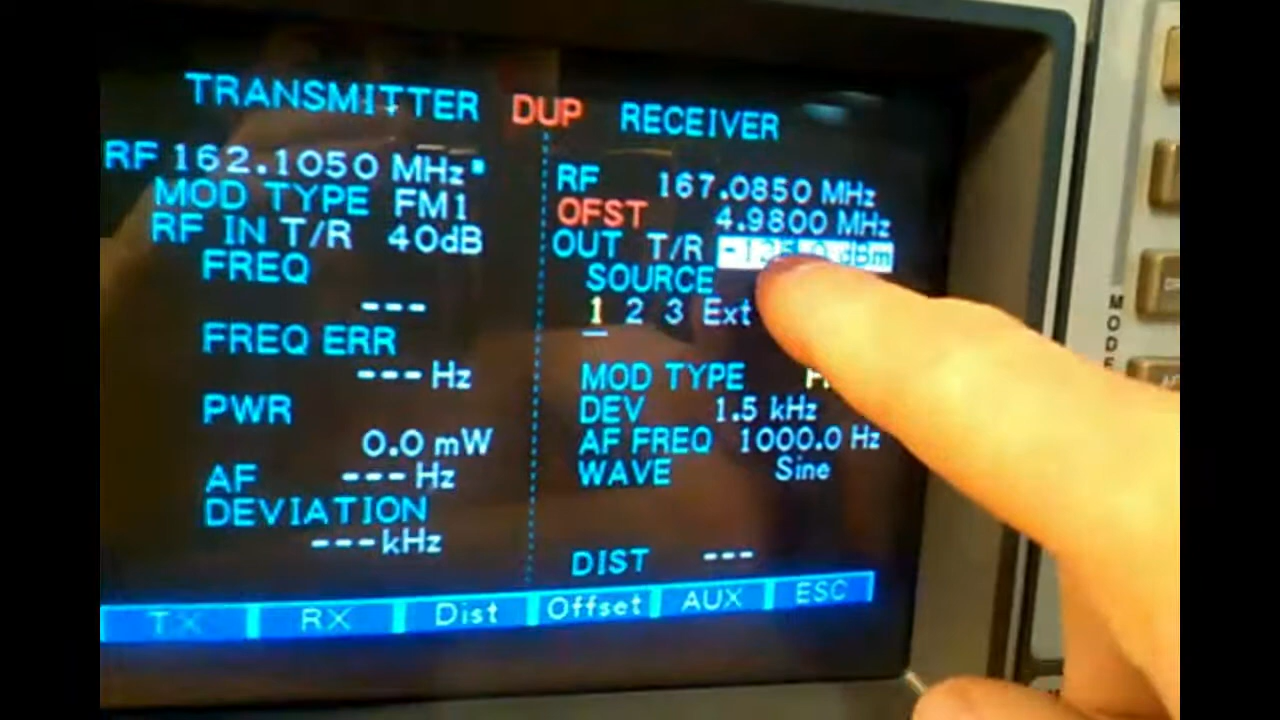 TRANSMITTER DUP RECEIVER
RF 162.1050 MHz
MOD TYPE FM1
RF IN T/R 40dB
FREQ
---
FREQ ERR
--- Hz
PWR
0.0 mW
AF --- Hz
DEVIATION
--- kHz
RF 167.0850 MHz
OFST 4.9800 MHz
OUT T/R dBm
SOURCE
1 2 3 Ext
MOD TYPE
DEV 1.5 kHz
AF FREQ 1000.0 Hz
WAVE Sine
DIST ---
TX RX Dist Offset AUX ESC
MODE